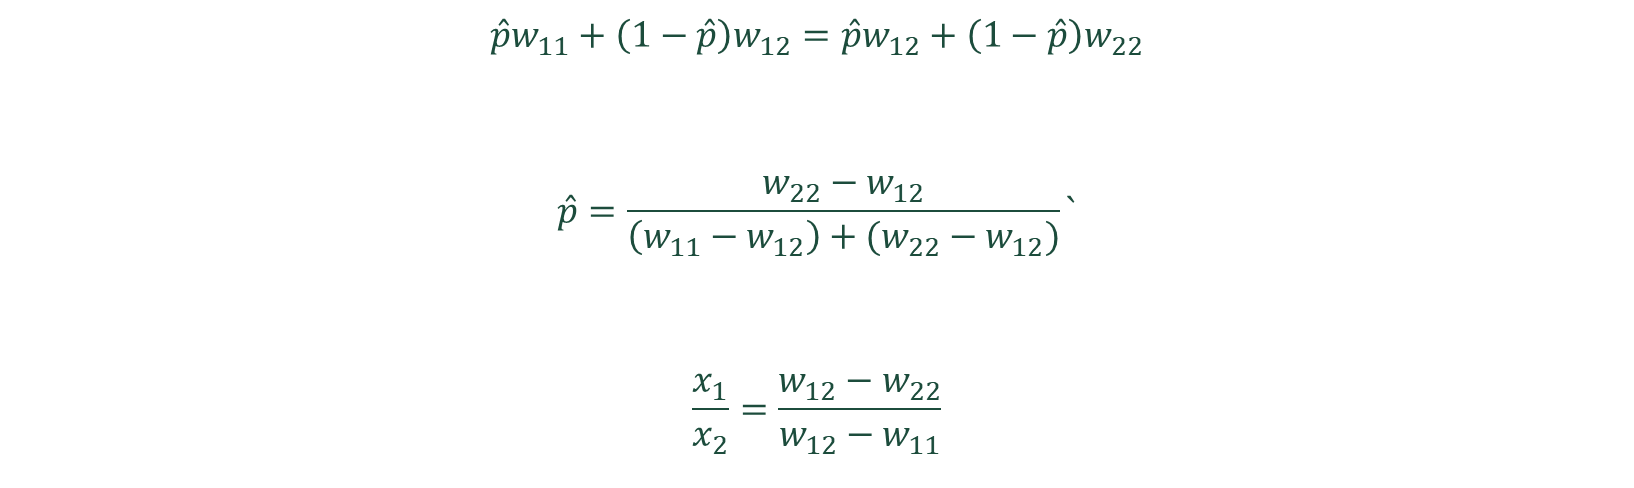 p̂w₁₁ + (1 − p̂)w₁₂ = p̂w₁₂ + (1 − p̂)w₂₂
p̂ = (w₂₂ − w₁₂) / ((w₁₁ − w₁₂) + (w₂₂ − w₁₂)) `
x₁ / x₂ = (w₁₂ − w₂₂) / (w₁₂ − w₁₁)